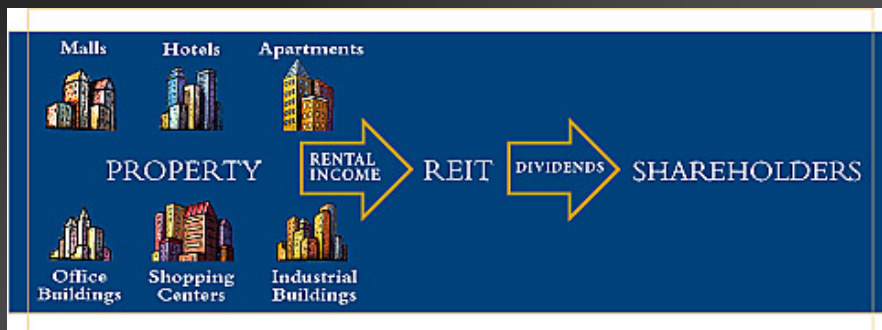 Malls
Hotels
Apartments
PROPERTY
RENTAL
INCOME
REIT
DIVIDENDS
SHAREHOLDERS
Office
Buildings
Shopping
Centers
Industrial
Buildings